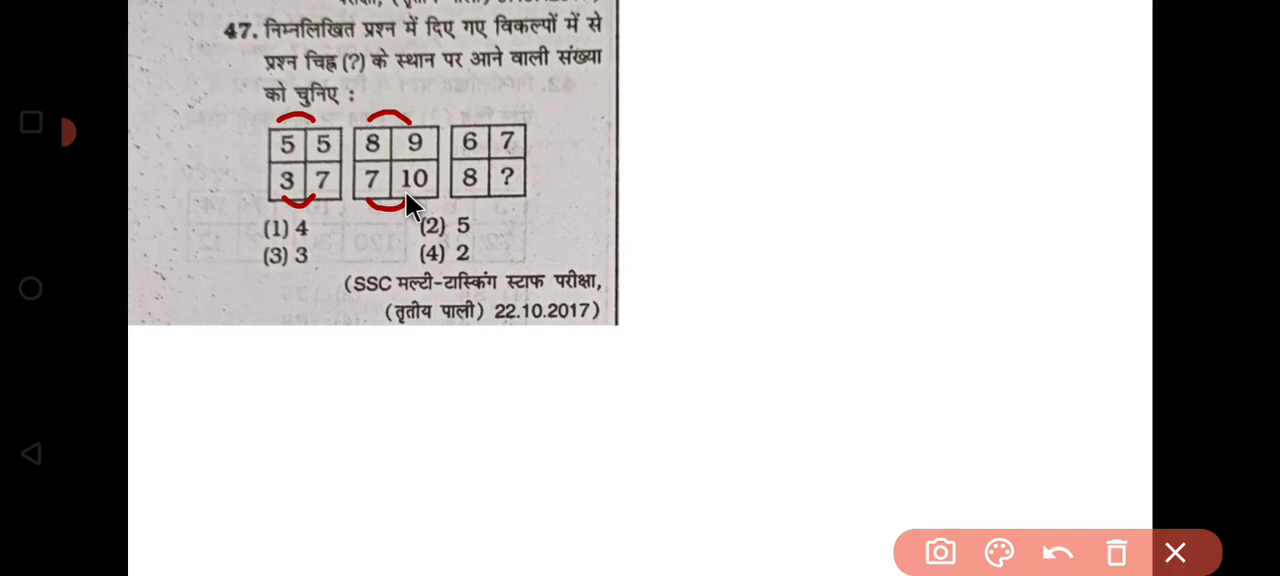 47. निम्नलिखित प्रश्न में दिए गए विकल्पों में से
प्रश्न चिह्न (?) के स्थान पर आने वाली संख्या
को चुनिए :
5 5 8 9 6 7
3 7 7 10 8 ?
(1) 4 (2) 5
(3) 3 (4) 2
(SSC मल्टी-टास्किंग स्टाफ परीक्षा,
(तृतीय पाली) 22.10.2017)